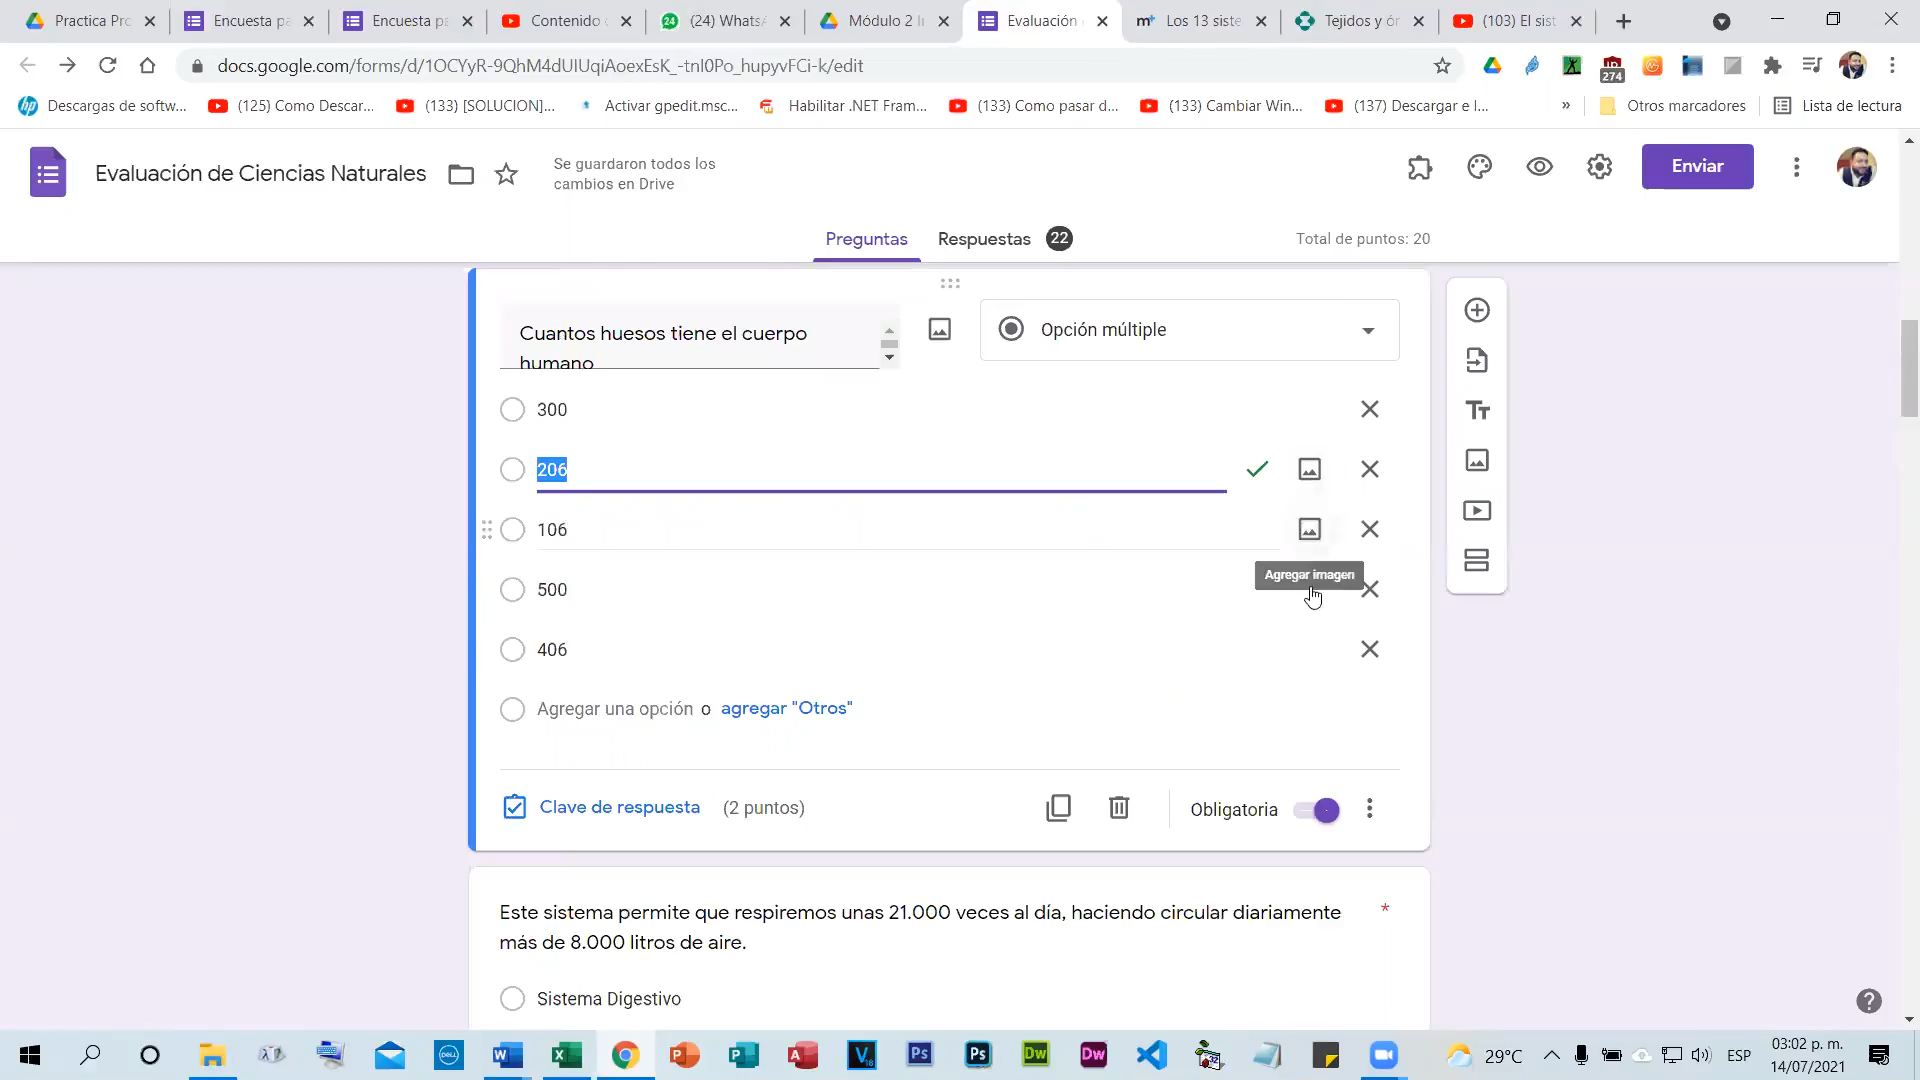 Practica Pro
Encuesta pa
Encuesta pa
Contenido
24
(24) Whats
Módulo 2 I
Evaluación
m+
Los 13 siste
Tejidos y ór
(103) El sist
docs.google.com/forms/d/1OCYyR-9QhM4dUIUqiAoexEsK_-tnI0Po_hupyvFCi-k/edit
274
Descargas de softw...
(125) Como Descar...
(133) [SOLUCION]...
Activar gpedit.msc...
Habilitar .NET Fram...
(133) Como pasar d...
(133) Cambiar Win...
(137) Descargar e I...
»
Otros marcadores
Lista de lectura
Evaluación de Ciencias Naturales
Se guardaron todos los
cambios en Drive
Enviar
Preguntas
Respuestas 22
Total de puntos: 20
Cuantos huesos tiene el cuerpo
humano
Opción múltiple
300
206
106
Agregar imagen
500
406
Agregar una opción o agregar "Otros"
Clave de respuesta (2 puntos)
Obligatoria
Este sistema permite que respiremos unas 21.000 veces al día, haciendo circular diariamente *
más de 8.000 litros de aire.
Sistema Digestivo
29°C
ESP
03:02 p. m.
14/07/2021